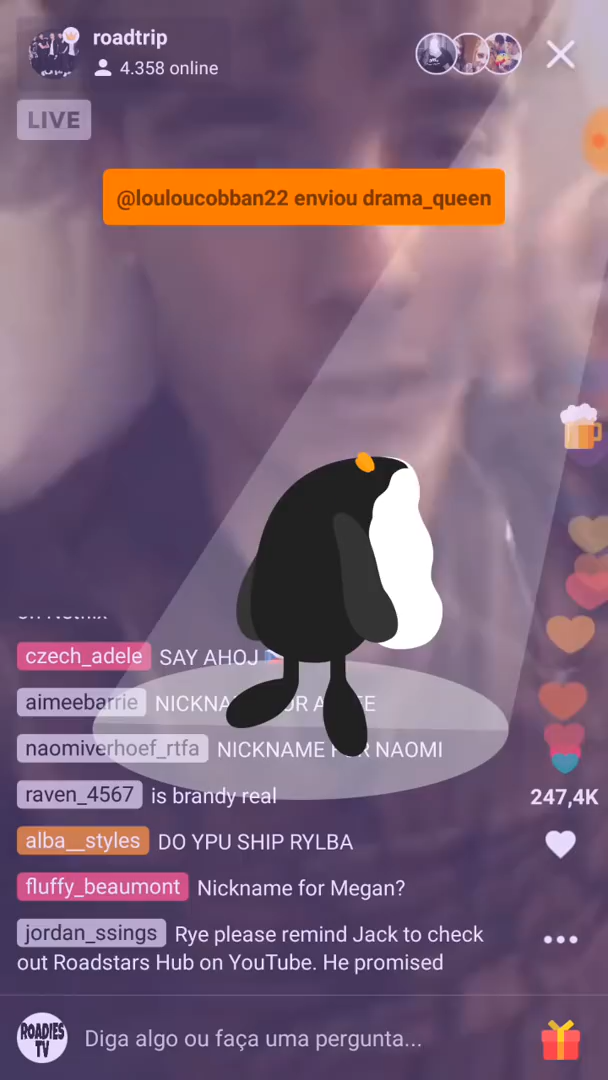 roadtrip
4.358 online
LIVE
@louloucobban22 enviou drama_queen
czech_adele SAY AHOJ
aimeebarrie
naomiverhoef_rtfa NICKNAME NAOMI
raven_4567 is brandy real
alba__styles DO YPU SHIP RYLBA
fluffy_beaumont Nickname for Megan?
jordan_ssings Rye please remind Jack to check
out Roadstars Hub on YouTube. He promised
247,4K
ROADIES
TV
Diga algo ou faça uma pergunta...